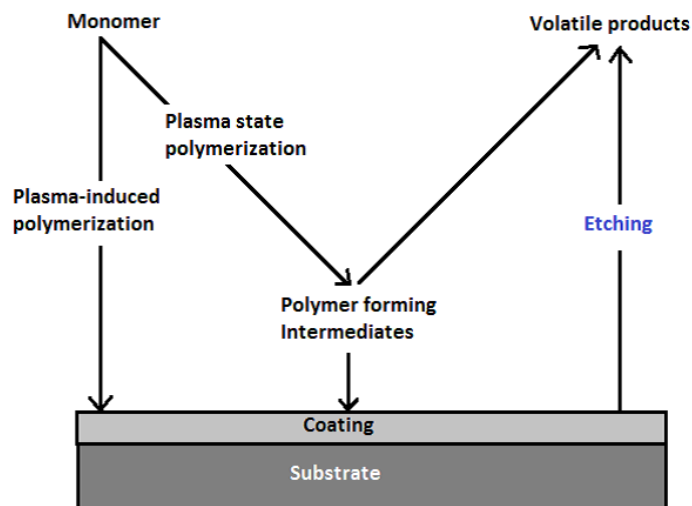 Monomer
Volatile products
Plasma state
polymerization
Plasma-induced
polymerization
Etching
Polymer forming
Intermediates
Coating
Substrate